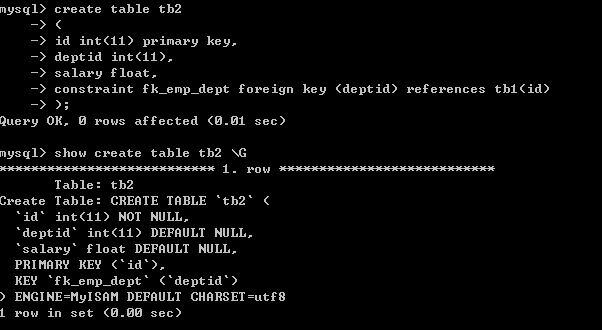 mysql> create table tb2
    -> (
    -> id int(11) primary key,
    -> deptid int(11),
    -> salary float,
    -> constraint fk_emp_dept foreign key (deptid) references tb1(id)
    -> );
Query OK, 0 rows affected (0.01 sec)

mysql> show create table tb2 \G
*************************** 1. row ***************************
       Table: tb2
Create Table: CREATE TABLE `tb2` (
  `id` int(11) NOT NULL,
  `deptid` int(11) DEFAULT NULL,
  `salary` float DEFAULT NULL,
  PRIMARY KEY (`id`),
  KEY `fk_emp_dept` (`deptid`)
) ENGINE=MyISAM DEFAULT CHARSET=utf8
1 row in set (0.00 sec)